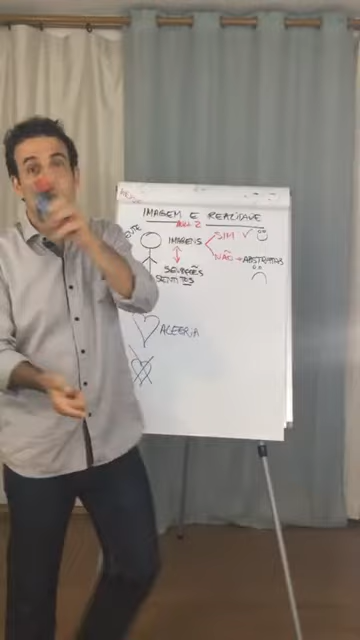 IMAGEM E REALIDADE
AULA 2
IMAGENS
SIM ✓
NÃO → ABSTRATAS
SENSAÇÕES
SENTIDOS
ALEGRIA